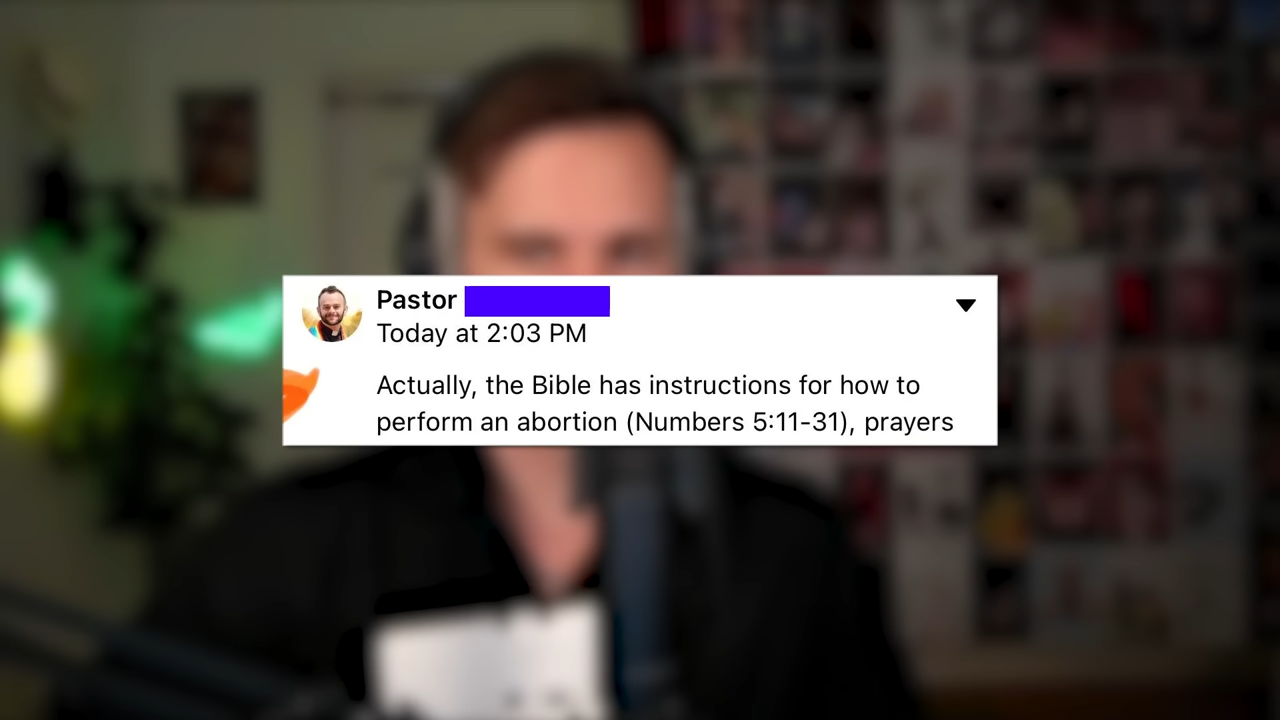 Pastor
Today at 2:03 PM
Actually, the Bible has instructions for how to
perform an abortion (Numbers 5:11-31), prayers